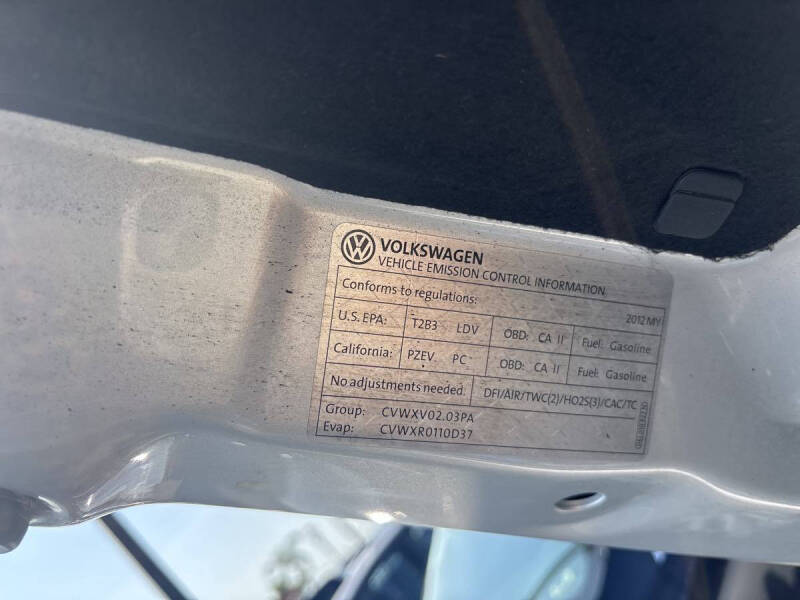 VOLKSWAGEN
VEHICLE EMISSION CONTROL INFORMATION
Conforms to regulations: 2012 MY
U.S. EPA: T2B3 LDV OBD: CA II Fuel: Gasoline
California: PZEV PC OBD: CA II Fuel: Gasoline
No adjustments needed. DFI/AIR/TWC(2)/HO2S(3)/CAC/TC
Group: CVWXV02.03PA
Evap: CVWXR0110D37